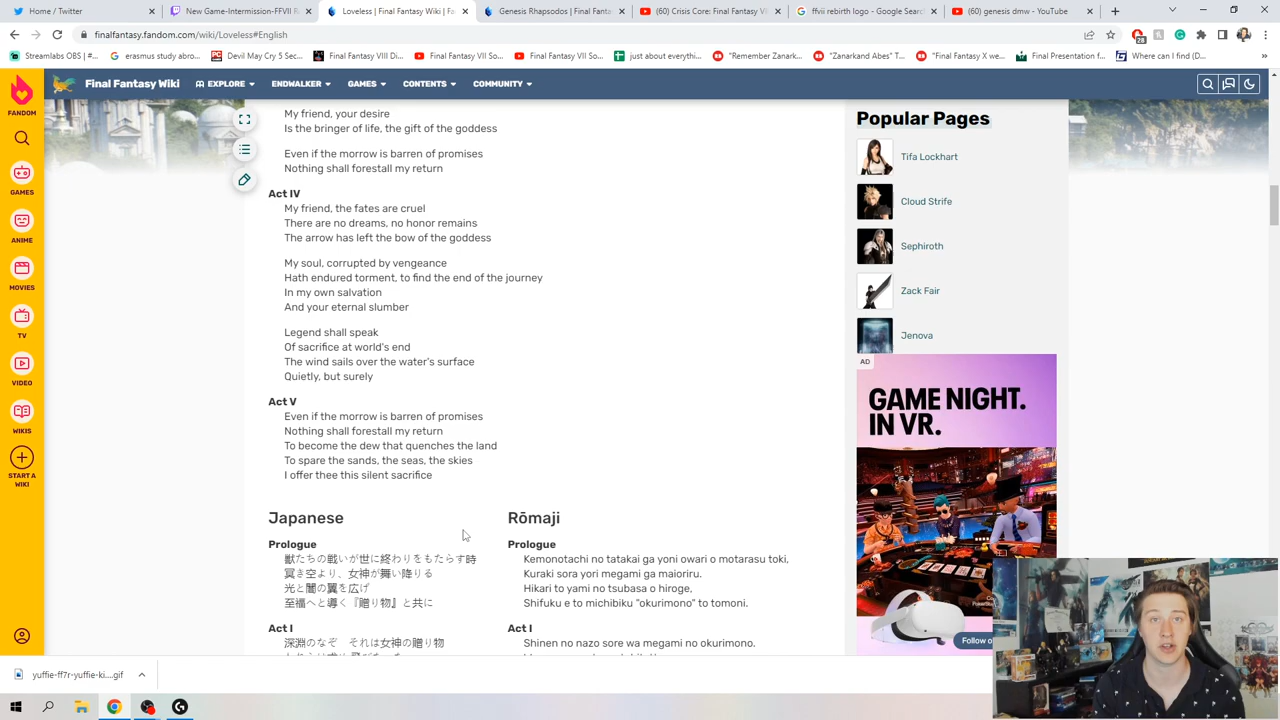 Home / Twitter
New Game-Intermission-FFVII R
Loveless | Final Fantasy Wiki | Fa
Genesis Rhapsodos | Final Fanta
(60) Crisis Core: Final Fantasy VI
ffvii rebirth logo - Google Searc
(60) genesis dmw - YouTube
finalfantasy.fandom.com/wiki/Loveless#English
28
Streamlabs OBS | #...
erasmus study abro...
Devil May Cry 5 Sec...
Final Fantasy VIII Di...
Final Fantasy VII So...
Final Fantasy VII So...
just about everythi...
"Remember Zanark...
"Zanarkand Abes" T...
"Final Fantasy X we...
Final Presentation f...
Where can I find (D...
»
FANDOM
GAMES
ANIME
MOVIES
TV
VIDEO
WIKIS
START A
WIKI
Final Fantasy Wiki
EXPLORE
ENDWALKER
GAMES
CONTENTS
COMMUNITY
My friend, your desire
Is the bringer of life, the gift of the goddess
Even if the morrow is barren of promises
Nothing shall forestall my return
Act IV
My friend, the fates are cruel
There are no dreams, no honor remains
The arrow has left the bow of the goddess
My soul, corrupted by vengeance
Hath endured torment, to find the end of the journey
In my own salvation
And your eternal slumber
Legend shall speak
Of sacrifice at world's end
The wind sails over the water's surface
Quietly, but surely
Act V
Even if the morrow is barren of promises
Nothing shall forestall my return
To become the dew that quenches the land
To spare the sands, the seas, the skies
I offer thee this silent sacrifice
Japanese
Prologue
獣たちの戦いが世に終わりをもたらす時
冥き空より、女神が舞い降りる
光と闇の翼を広げ
至福へと導く『贈り物』と共に
Act I
深淵のなぞ それは女神の贈り物
Rōmaji
Prologue
Kemonotachi no tatakai ga yoni owari o motarasu toki,
Kuraki sora yori megami ga maioriru.
Hikari to yami no tsubasa o hiroge,
Shifuku e to michibiku "okurimono" to tomoni.
Act I
Shinen no nazo sore wa megami no okurimono.
Popular Pages
Tifa Lockhart
Cloud Strife
Sephiroth
Zack Fair
Jenova
AD
GAME NIGHT.
IN VR.
Follow
yuffie-ff7r-yuffie-ki....gif